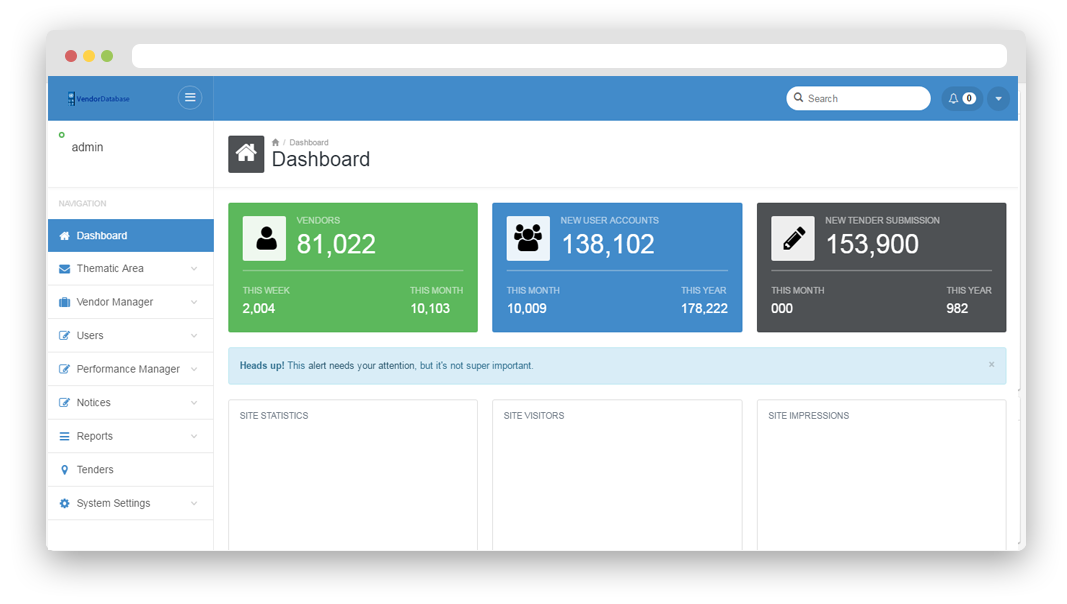 VendorDatabase
Search
0
admin
/ Dashboard
Dashboard
NAVIGATION
Dashboard
Thematic Area
Vendor Manager
Users
Performance Manager
Notices
Reports
Tenders
System Settings
VENDORS
81,022
THIS WEEK THIS MONTH
2,004 10,103
NEW USER ACCOUNTS
138,102
THIS MONTH THIS YEAR
10,009 178,222
NEW TENDER SUBMISSION
153,900
THIS MONTH THIS YEAR
000 982
Heads up! This alert needs your attention, but it's not super important. ×
SITE STATISTICS
SITE VISITORS
SITE IMPRESSIONS